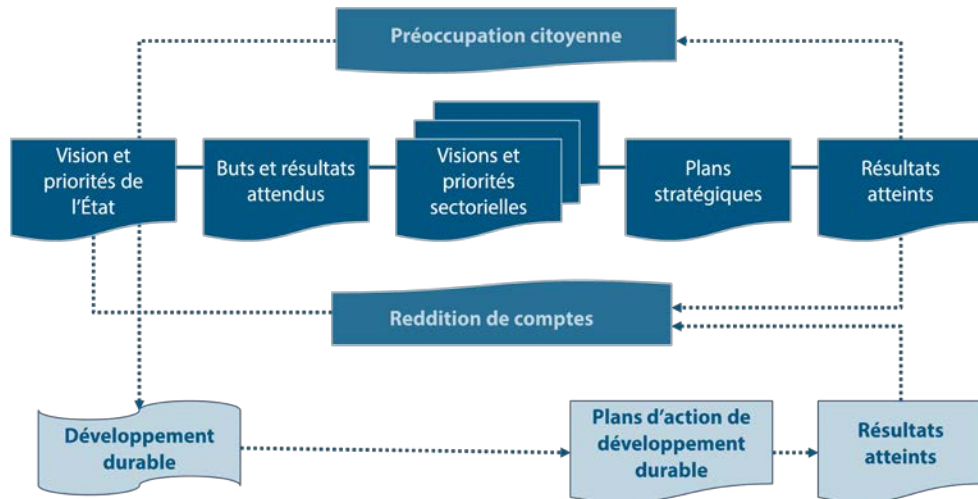 Préoccupation citoyenne
Vision et
priorités de
l'État
Buts et résultats
attendus
Visions et
priorités
sectorielles
Plans
stratégiques
Résultats
atteints
Reddition de comptes
Développement
durable
Plans d'action de
développement
durable
Résultats
atteints